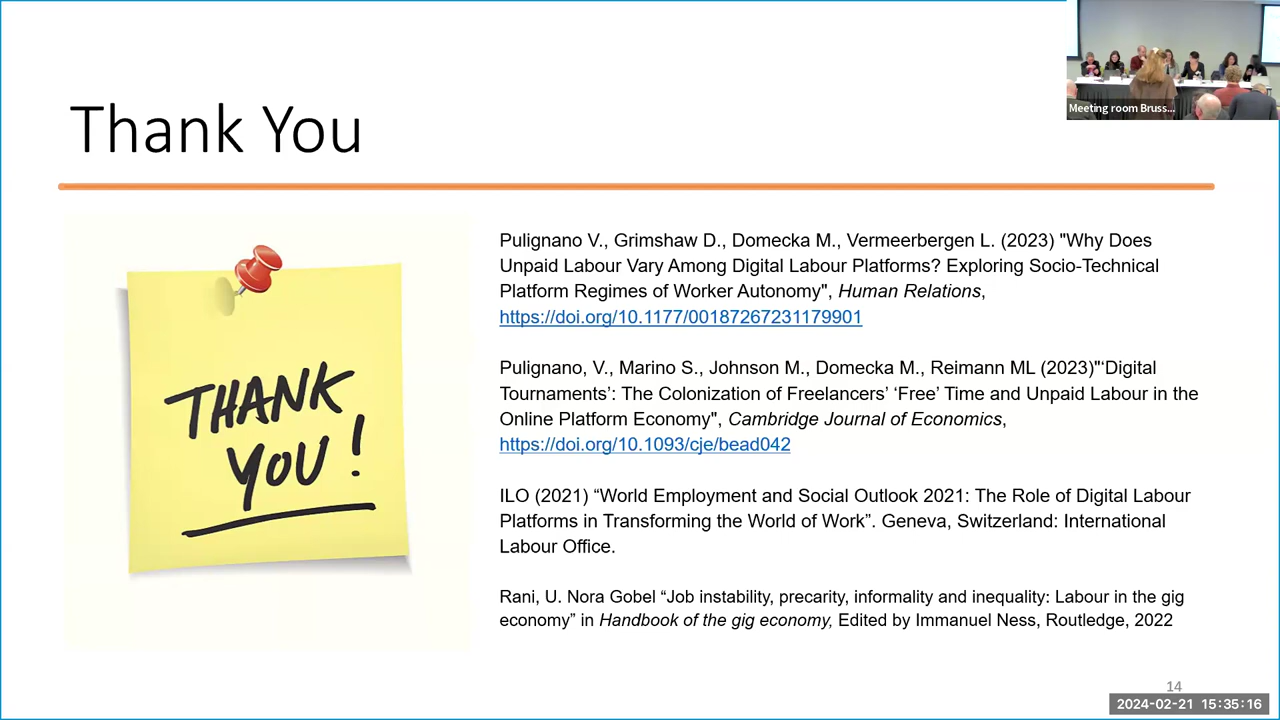 Meeting room Bruss...
Thank You
THANK
YOU!
Pulignano V., Grimshaw D., Domecka M., Vermeerbergen L. (2023) "Why Does
Unpaid Labour Vary Among Digital Labour Platforms? Exploring Socio-Technical
Platform Regimes of Worker Autonomy", Human Relations,
https://doi.org/10.1177/00187267231179901
Pulignano, V., Marino S., Johnson M., Domecka M., Reimann ML (2023)"‘Digital
Tournaments’: The Colonization of Freelancers’ ‘Free’ Time and Unpaid Labour in the
Online Platform Economy", Cambridge Journal of Economics,
https://doi.org/10.1093/cje/bead042
ILO (2021) “World Employment and Social Outlook 2021: The Role of Digital Labour
Platforms in Transforming the World of Work”. Geneva, Switzerland: International
Labour Office.
Rani, U. Nora Gobel “Job instability, precarity, informality and inequality: Labour in the gig
economy” in Handbook of the gig economy, Edited by Immanuel Ness, Routledge, 2022
14
2024-02-21 15:35:16